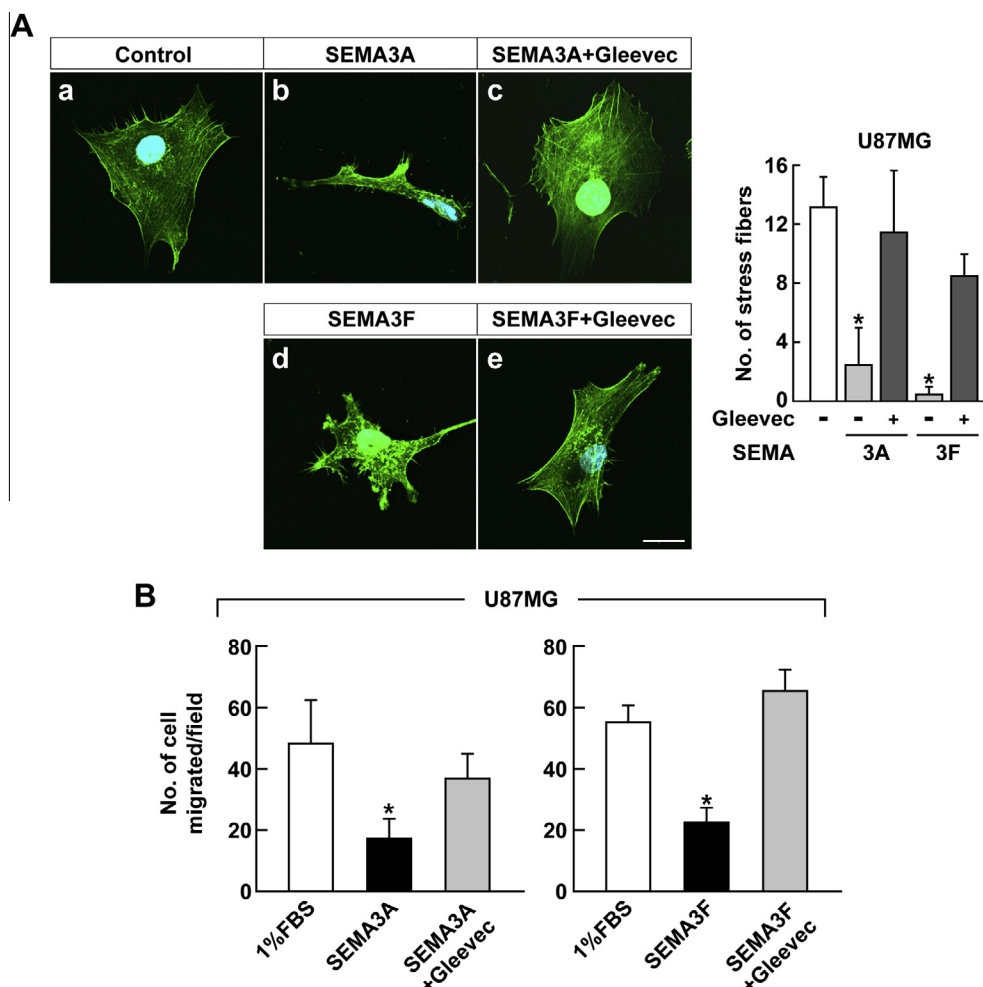 A
Control SEMA3A SEMA3A+Gleevec
a b c
SEMA3F SEMA3F+Gleevec
d e
U87MG
No. of stress fibers
16
12
8
4
0
*
*
Gleevec - - + - +
SEMA 3A 3F
B
U87MG
No. of cell
migrated/field
80
60
40
20
0
*
1%FBS
SEMA3A
SEMA3A
+Gleevec
80
60
40
20
0
*
1%FBS
SEMA3F
SEMA3F
+Gleevec